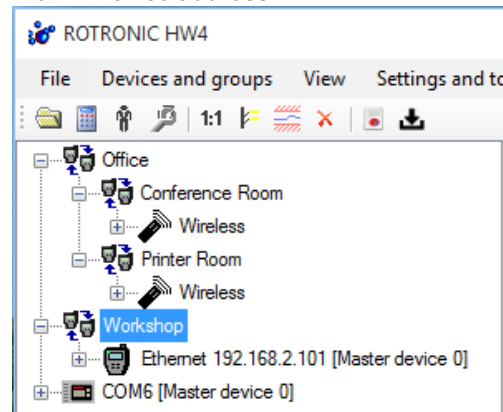 ROTRONIC HW4
File Devices and groups View Settings and to
1:1
Office
Conference Room
Wireless
Printer Room
Wireless
Workshop
Ethernet 192.168.2.101 [Master device 0]
COM6 [Master device 0]